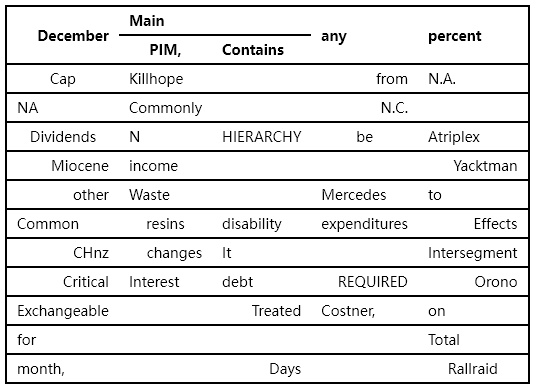 Main
December any percent
PIM, Contains
Cap Killhope from N.A.
NA Commonly N.C.
Dividends N HIERARCHY be Atriplex
Miocene income Yacktman
other Waste Mercedes to
Common resins disability expenditures Effects
CHnz changes It Intersegment
Critical Interest debt REQUIRED Orono
Exchangeable Treated Costner, on
for Total
month, Days Rallraid